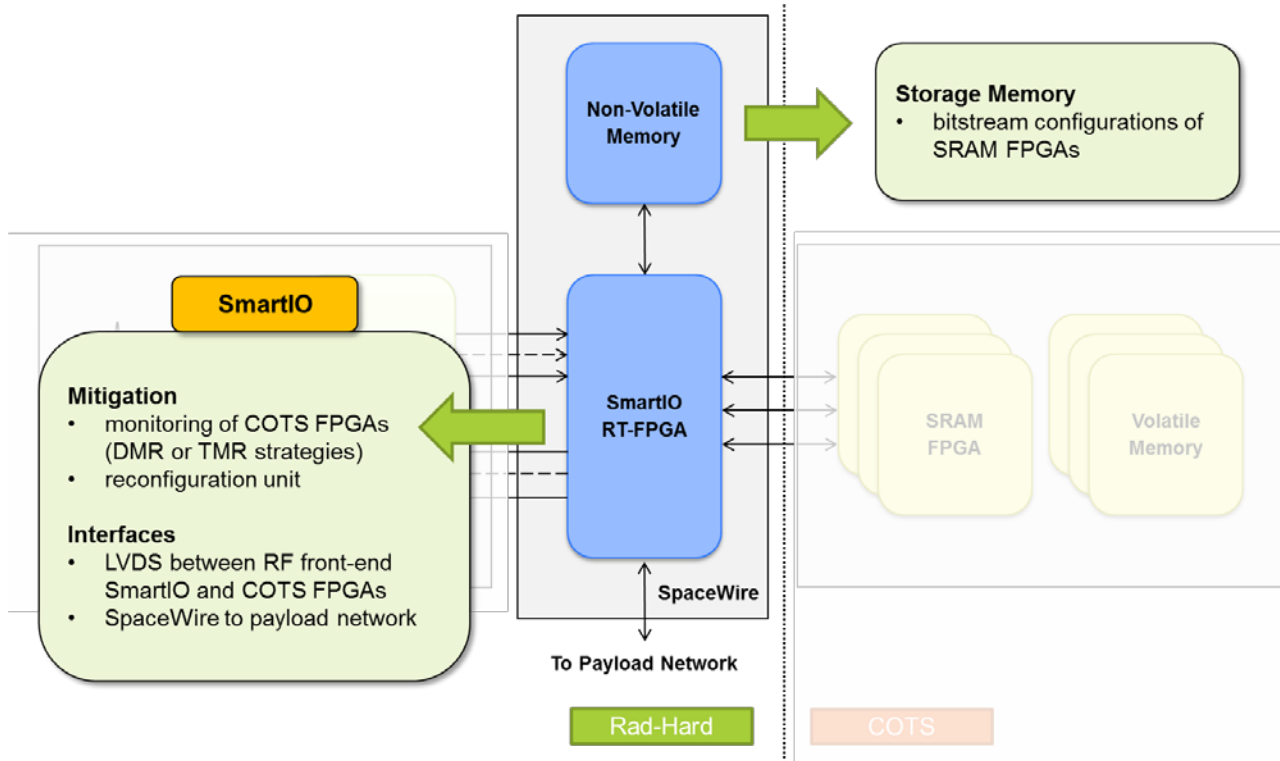 Non-Volatile
Memory
Storage Memory
• bitstream configurations of
SRAM FPGAs
SmartIO
Mitigation
• monitoring of COTS FPGAs
(DMR or TMR strategies)
• reconfiguration unit
Interfaces
• LVDS between RF front-end
SmartIO and COTS FPGAs
• SpaceWire to payload network
SmartIO
RT-FPGA
SRAM
FPGA
Volatile
Memory
SpaceWire
To Payload Network
Rad-Hard
COTS